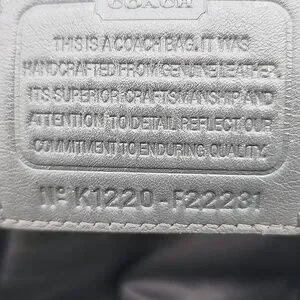 COACH
THIS IS A COACH BAG. IT WAS
HANDCRAFTED FROM GENUINE LEATHER.
ITS SUPERIOR CRAFTSMANSHIP AND
ATTENTION TO DETAIL REFLECT OUR
COMMITMENT TO ENDURING QUALITY.
Nº K1220-F22231